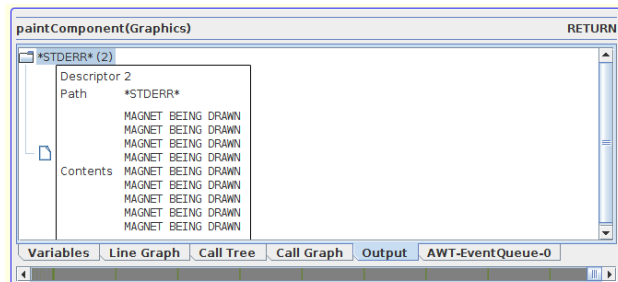 paintComponent(Graphics) RETURN
*STDERR* (2)
Descriptor 2
Path *STDERR*
MAGNET BEING DRAWN
MAGNET BEING DRAWN
MAGNET BEING DRAWN
MAGNET BEING DRAWN
Contents MAGNET BEING DRAWN
MAGNET BEING DRAWN
MAGNET BEING DRAWN
MAGNET BEING DRAWN
MAGNET BEING DRAWN
Variables Line Graph Call Tree Call Graph Output AWT-EventQueue-0